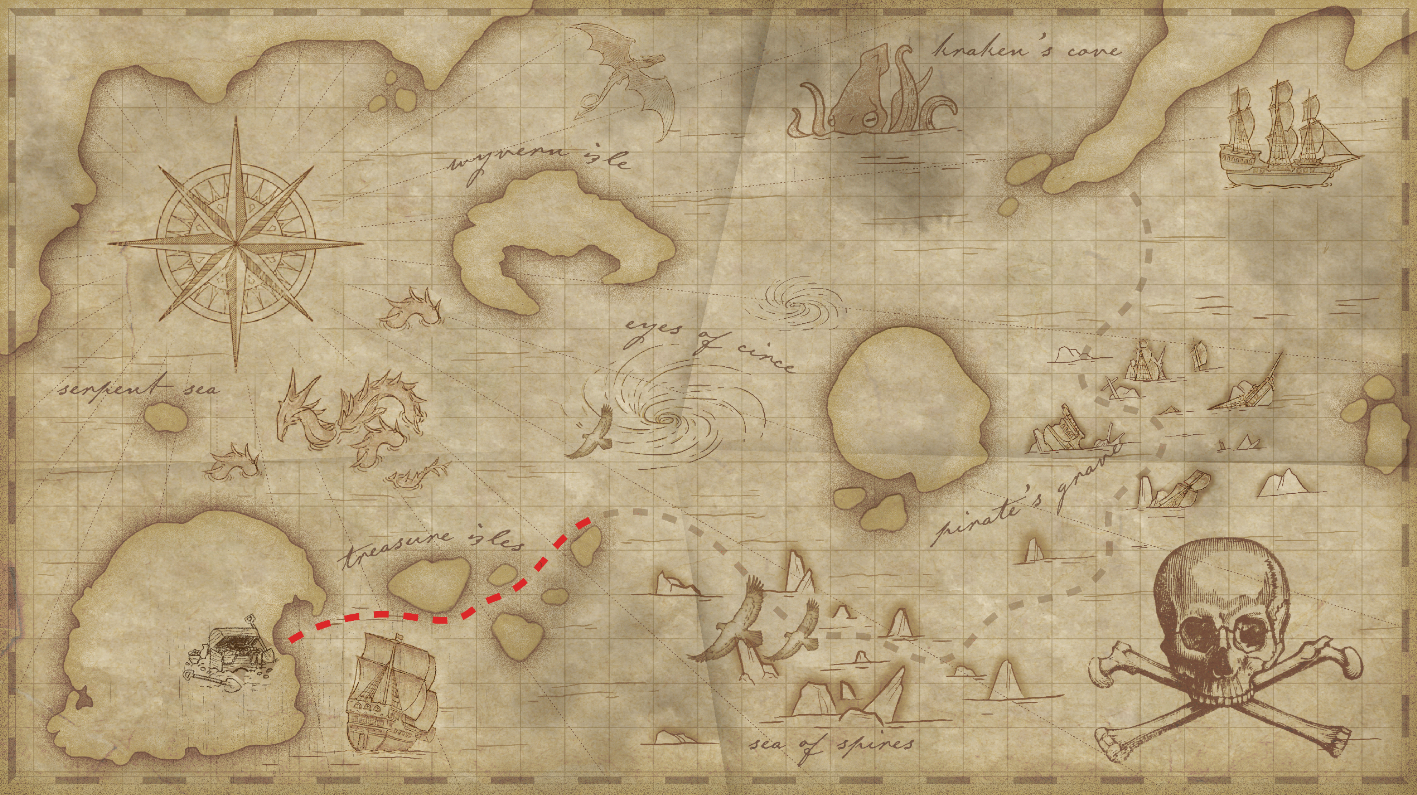 kraken's cove
wyvern isle
eyes of circe
serpent sea
pirate's grave
treasure isles
sea of spires